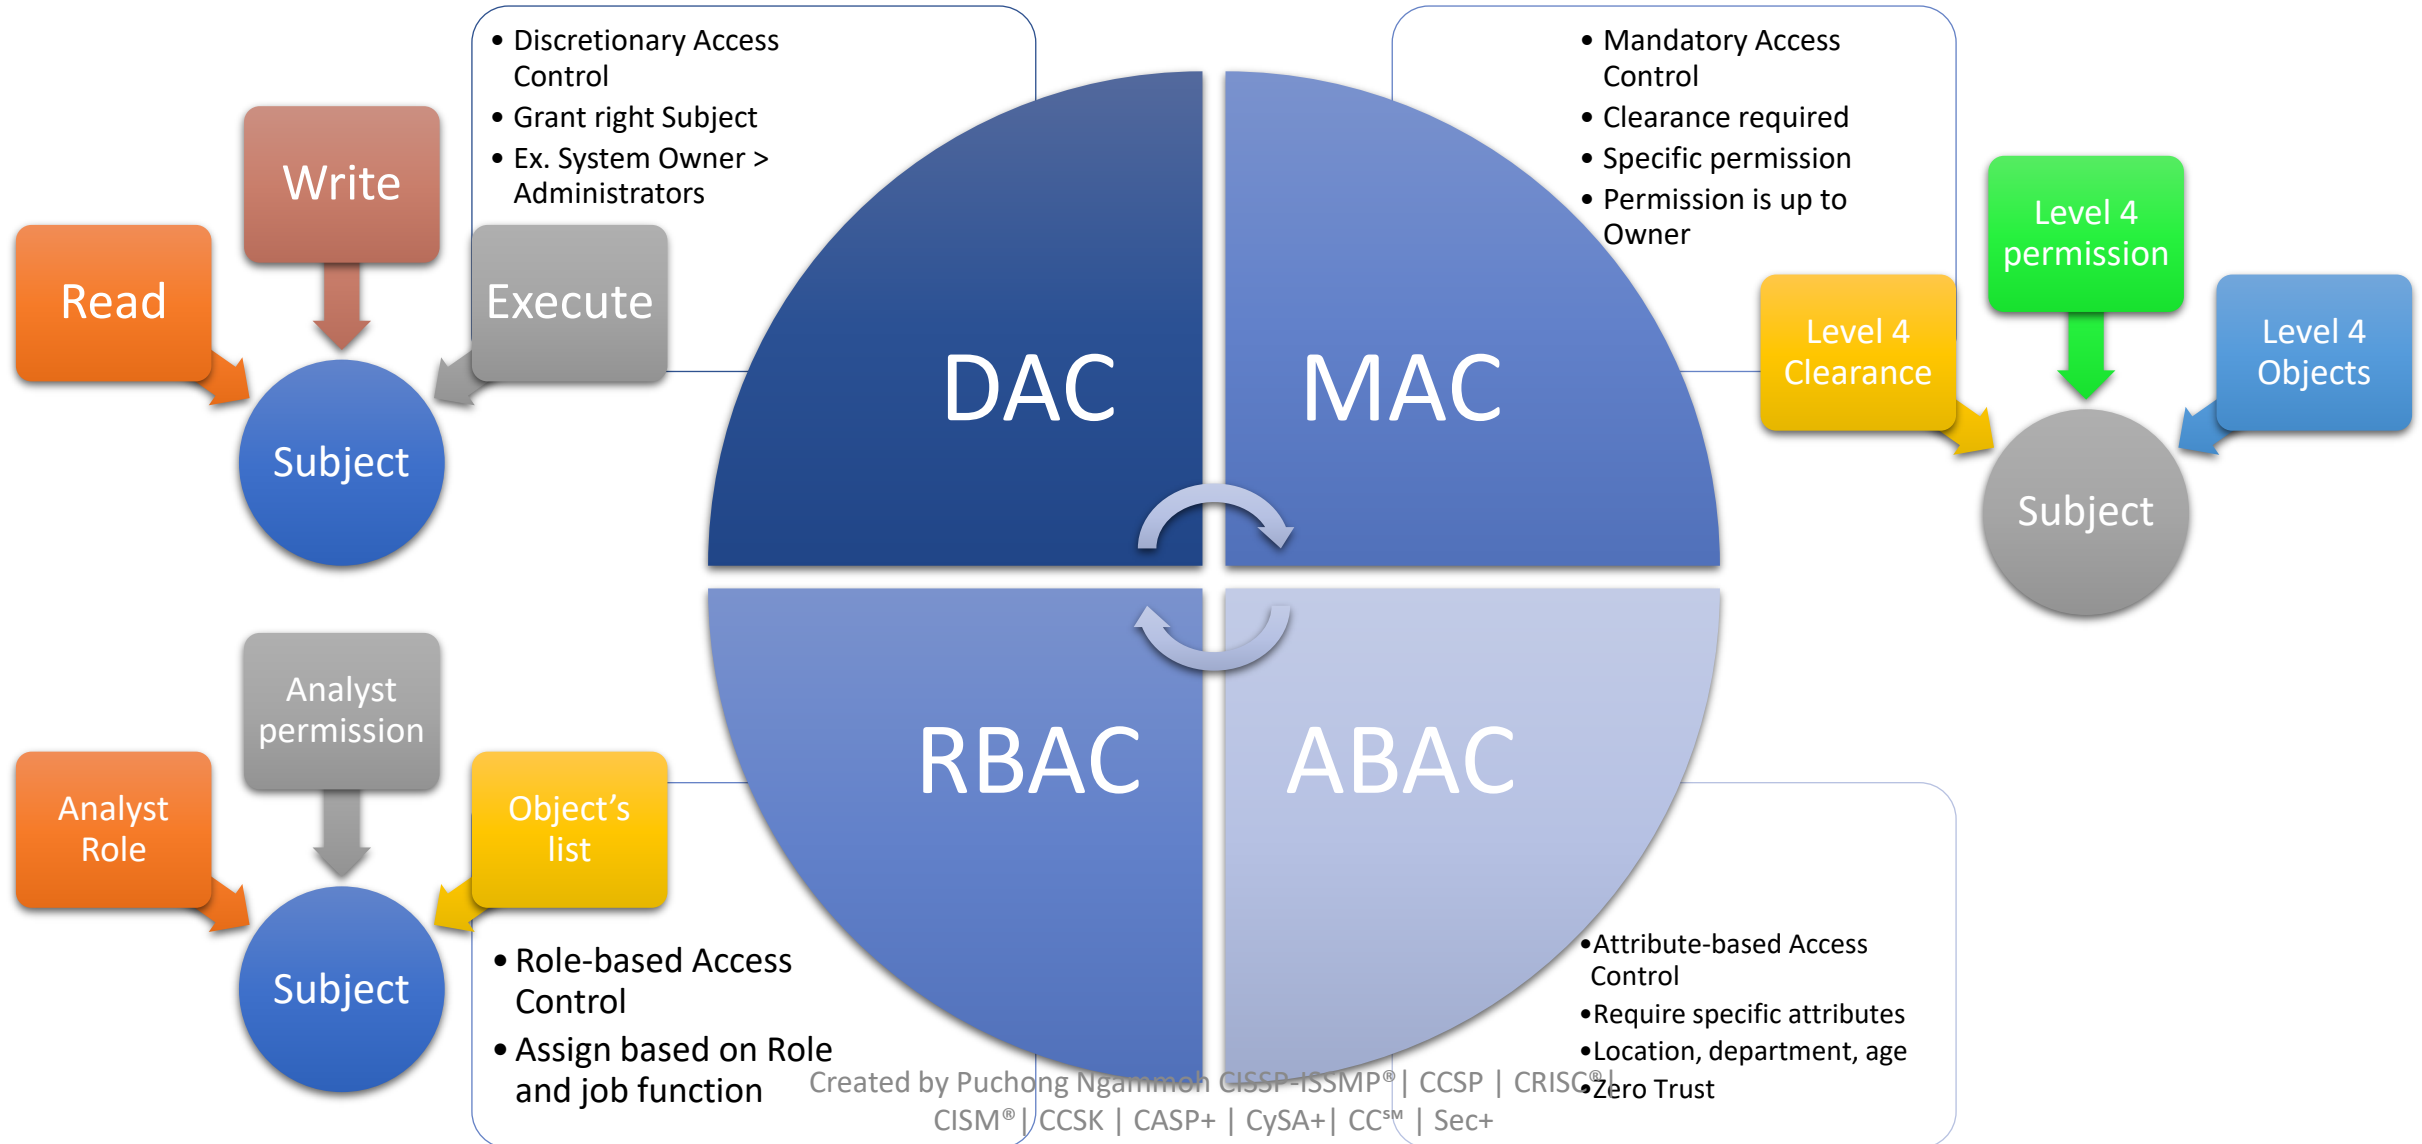 • Discretionary Access
Control
• Grant right Subject
• Ex. System Owner >
Administrators
Write
Read
Execute
Subject
DAC
MAC
• Mandatory Access
Control
• Clearance required
• Specific permission
• Permission is up to
Owner
Level 4
permission
Level 4
Clearance
Level 4
Objects
Subject
Analyst
permission
Analyst
Role
Object's
list
Subject
RBAC
ABAC
• Role-based Access
Control
• Assign based on Role
and job function
•Attribute-based Access
Control
•Require specific attributes
•Location, department, age
•Zero Trust
Created by Puchong Ngammoh CISSP-ISSMP®| CCSP | CRISC®|
CISM®| CCSK | CASP+ | CySA+| CC℠ | Sec+